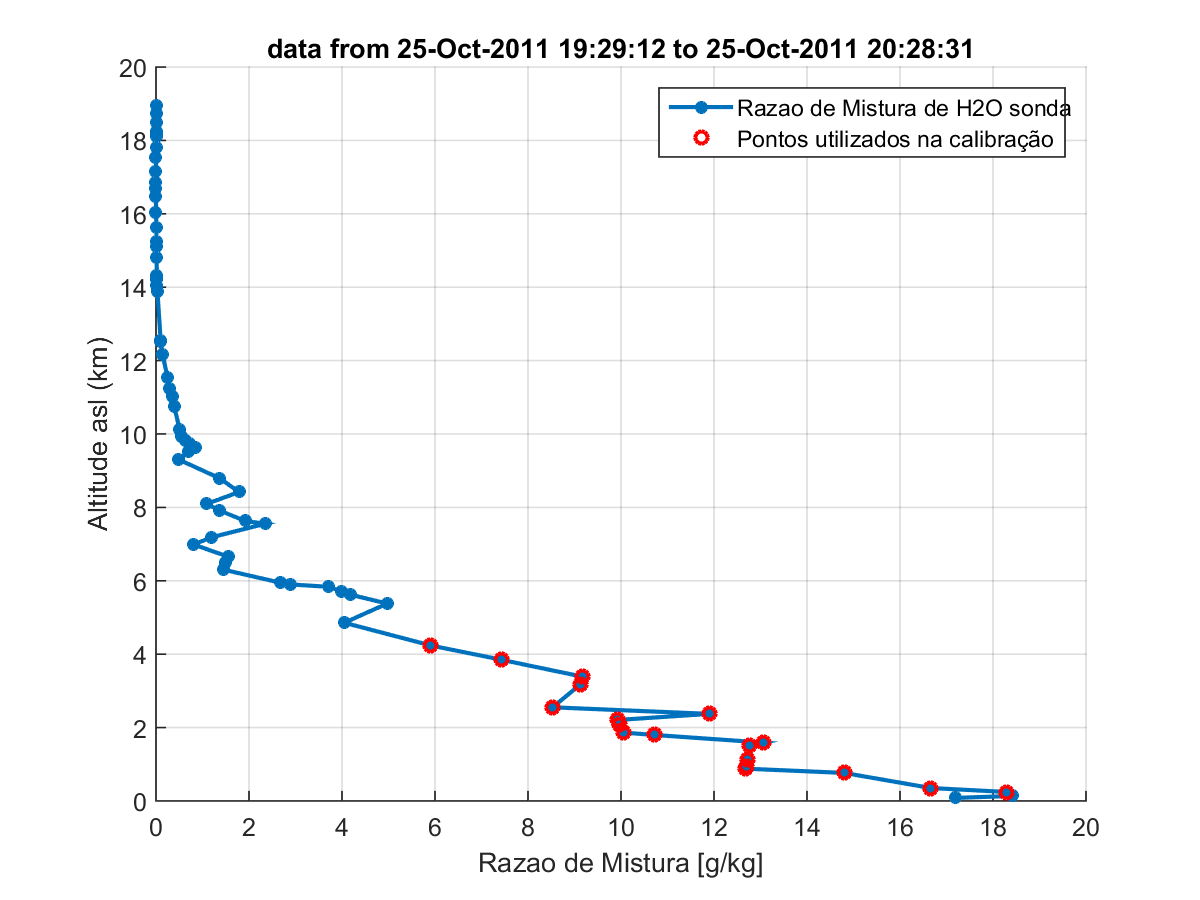 data from 25-Oct-2011 19:29:12 to 25-Oct-2011 20:28:31
Razao de Mistura de H2O sonda
Pontos utilizados na calibração
20
18
16
14
12
10
8
6
4
2
0
Altitude asl (km)
0 2 4 6 8 10 12 14 16 18 20
Razao de Mistura [g/kg]